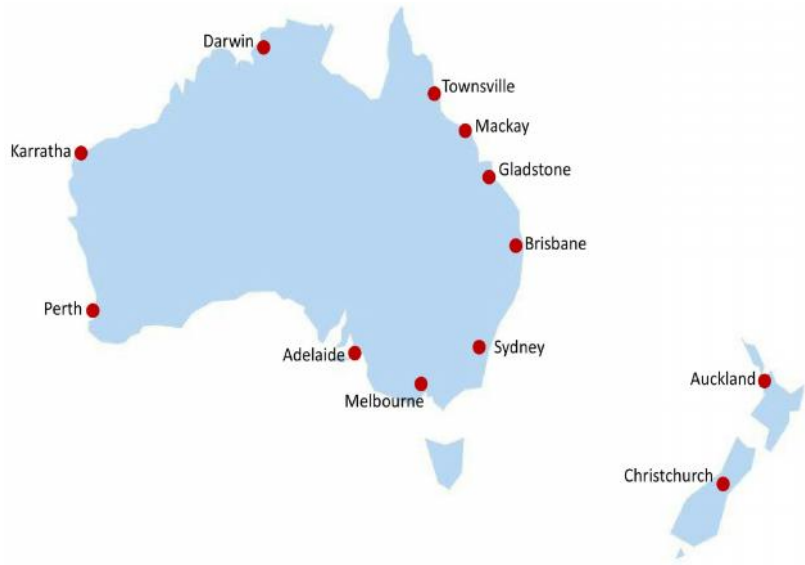 Darwin
Townsville
Mackay
Karratha
Gladstone
Brisbane
Perth
Sydney
Adelaide
Auckland
Melbourne
Christchurch